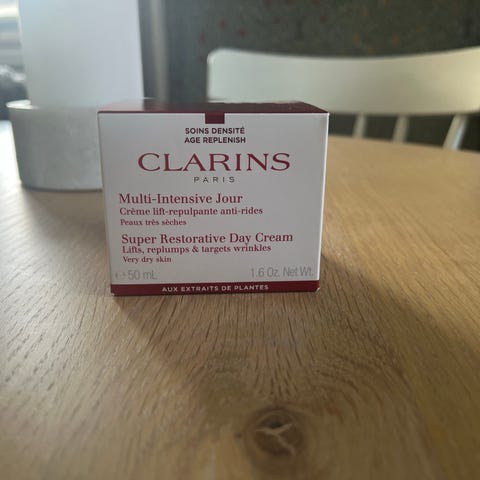 SOINS DENSITÉ
AGE REPLENISH
CLARINS
PARIS
Multi-Intensive Jour
Crème lift-repulpante anti-rides
Peaux très sèches
Super Restorative Day Cream
Lifts, replumps & targets wrinkles
Very dry skin
50 mL 1.6 Oz. Net Wt.
AUX EXTRAITS DE PLANTES